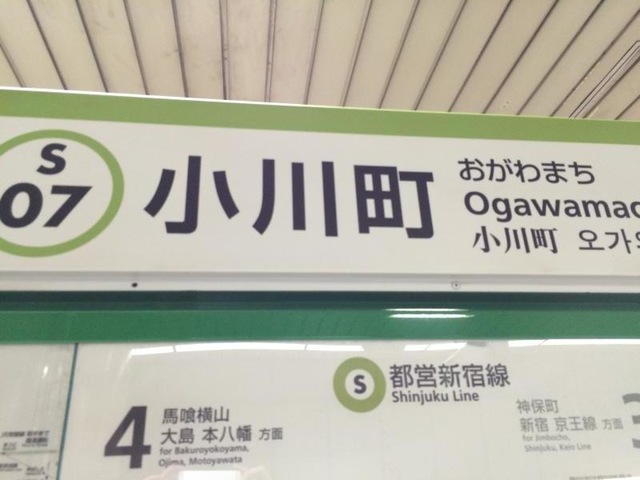 S
07
小川町
おがわまち
Ogawamac
小川町 오가와
S
都営新宿線
Shinjuku Line
4
馬喰横山
大島 本八幡 方面
for Bakuroyokoyama,
Ojima, Motoyawata
神保町
新宿 京王線 方面
for Jimbocho,
Shinjuku, Keio Line
3